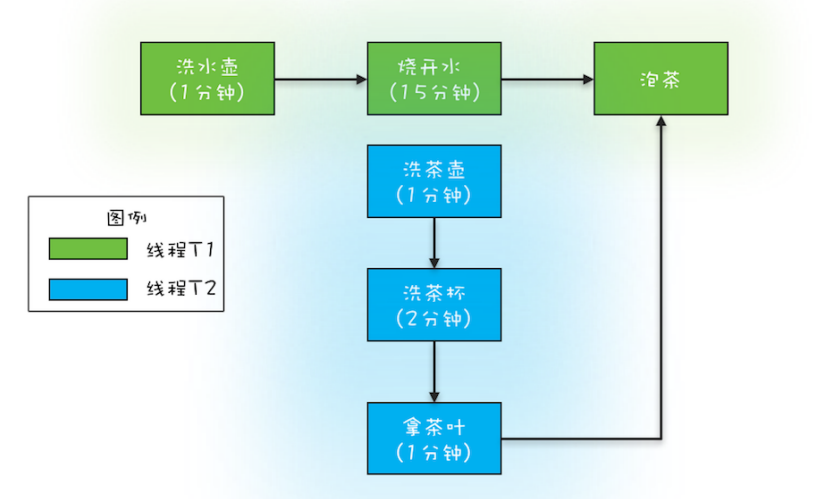 洗水壶
(1分钟)
烧开水
(15分钟)
泡茶
洗茶壶
(1分钟)
图例
线程T1
线程T2
洗茶杯
(2分钟)
拿茶叶
(1分钟)